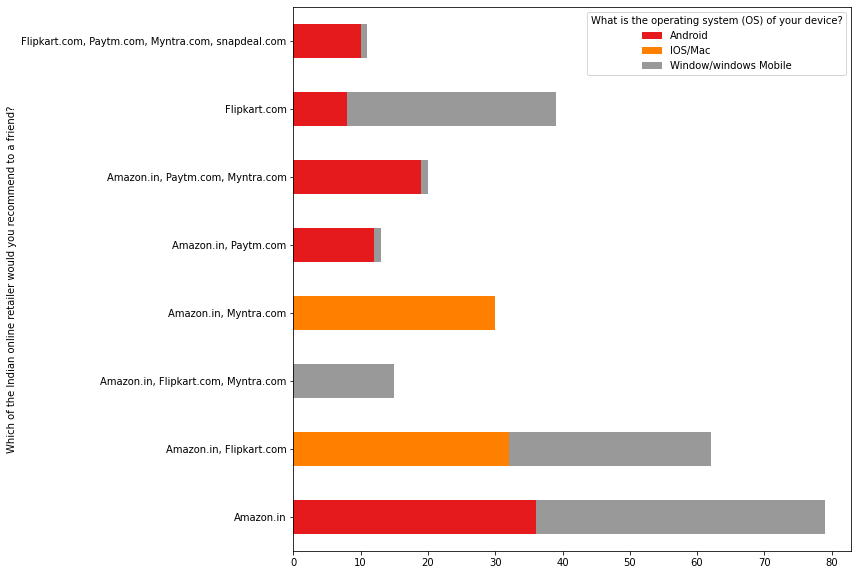 What is the operating system (OS) of your device?
Android
IOS/Mac
Window/windows Mobile
Which of the Indian online retailer would you recommend to a friend?
Flipkart.com, Paytm.com, Myntra.com, snapdeal.com
Flipkart.com
Amazon.in, Paytm.com, Myntra.com
Amazon.in, Paytm.com
Amazon.in, Myntra.com
Amazon.in, Flipkart.com, Myntra.com
Amazon.in, Flipkart.com
Amazon.in
0 10 20 30 40 50 60 70 80